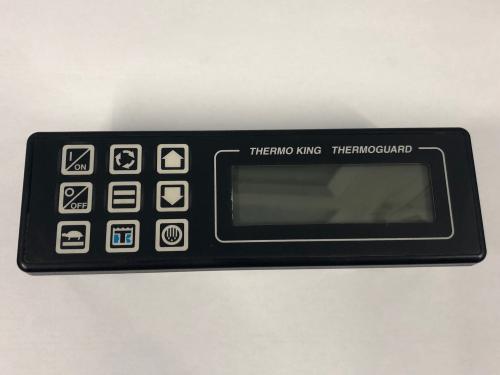 I/ON
THERMO KING THERMOGUARD
O/OFF